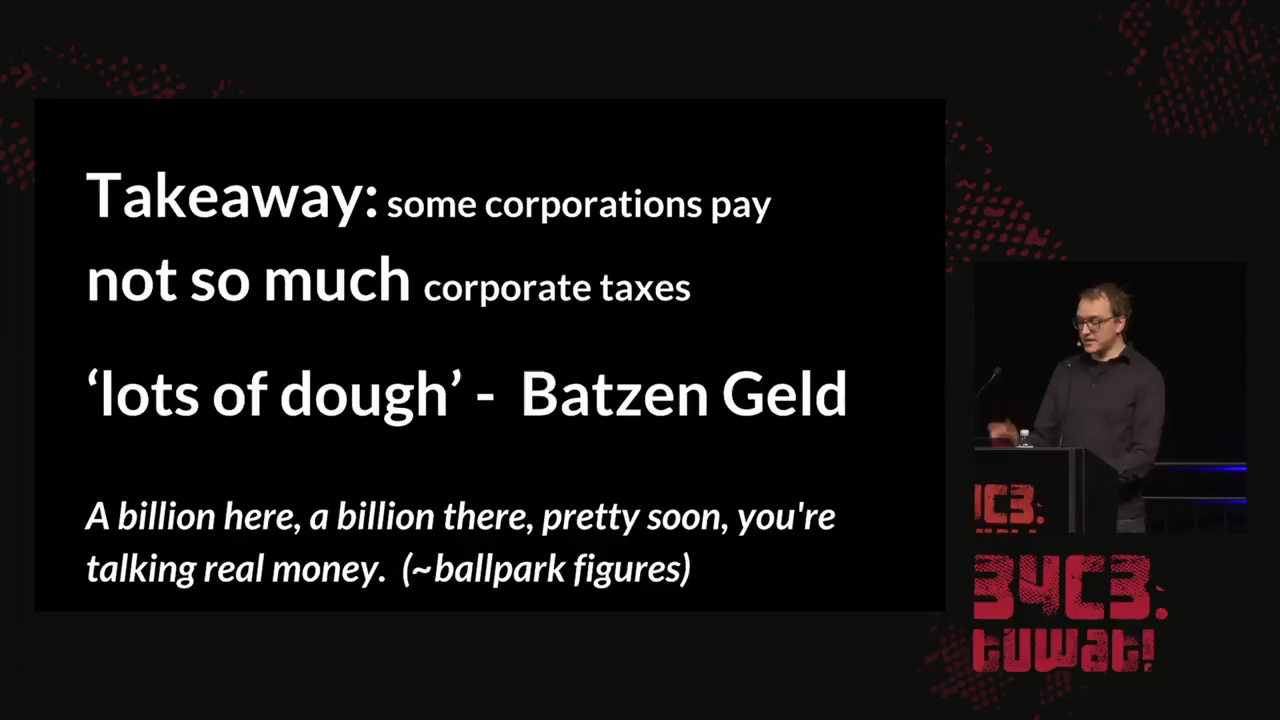 Takeaway: some corporations pay
not so much corporate taxes
‘lots of dough’ - Batzen Geld
A billion here, a billion there, pretty soon, you're
talking real money. (~ballpark figures)
4C3.
34C3.
tuwat!